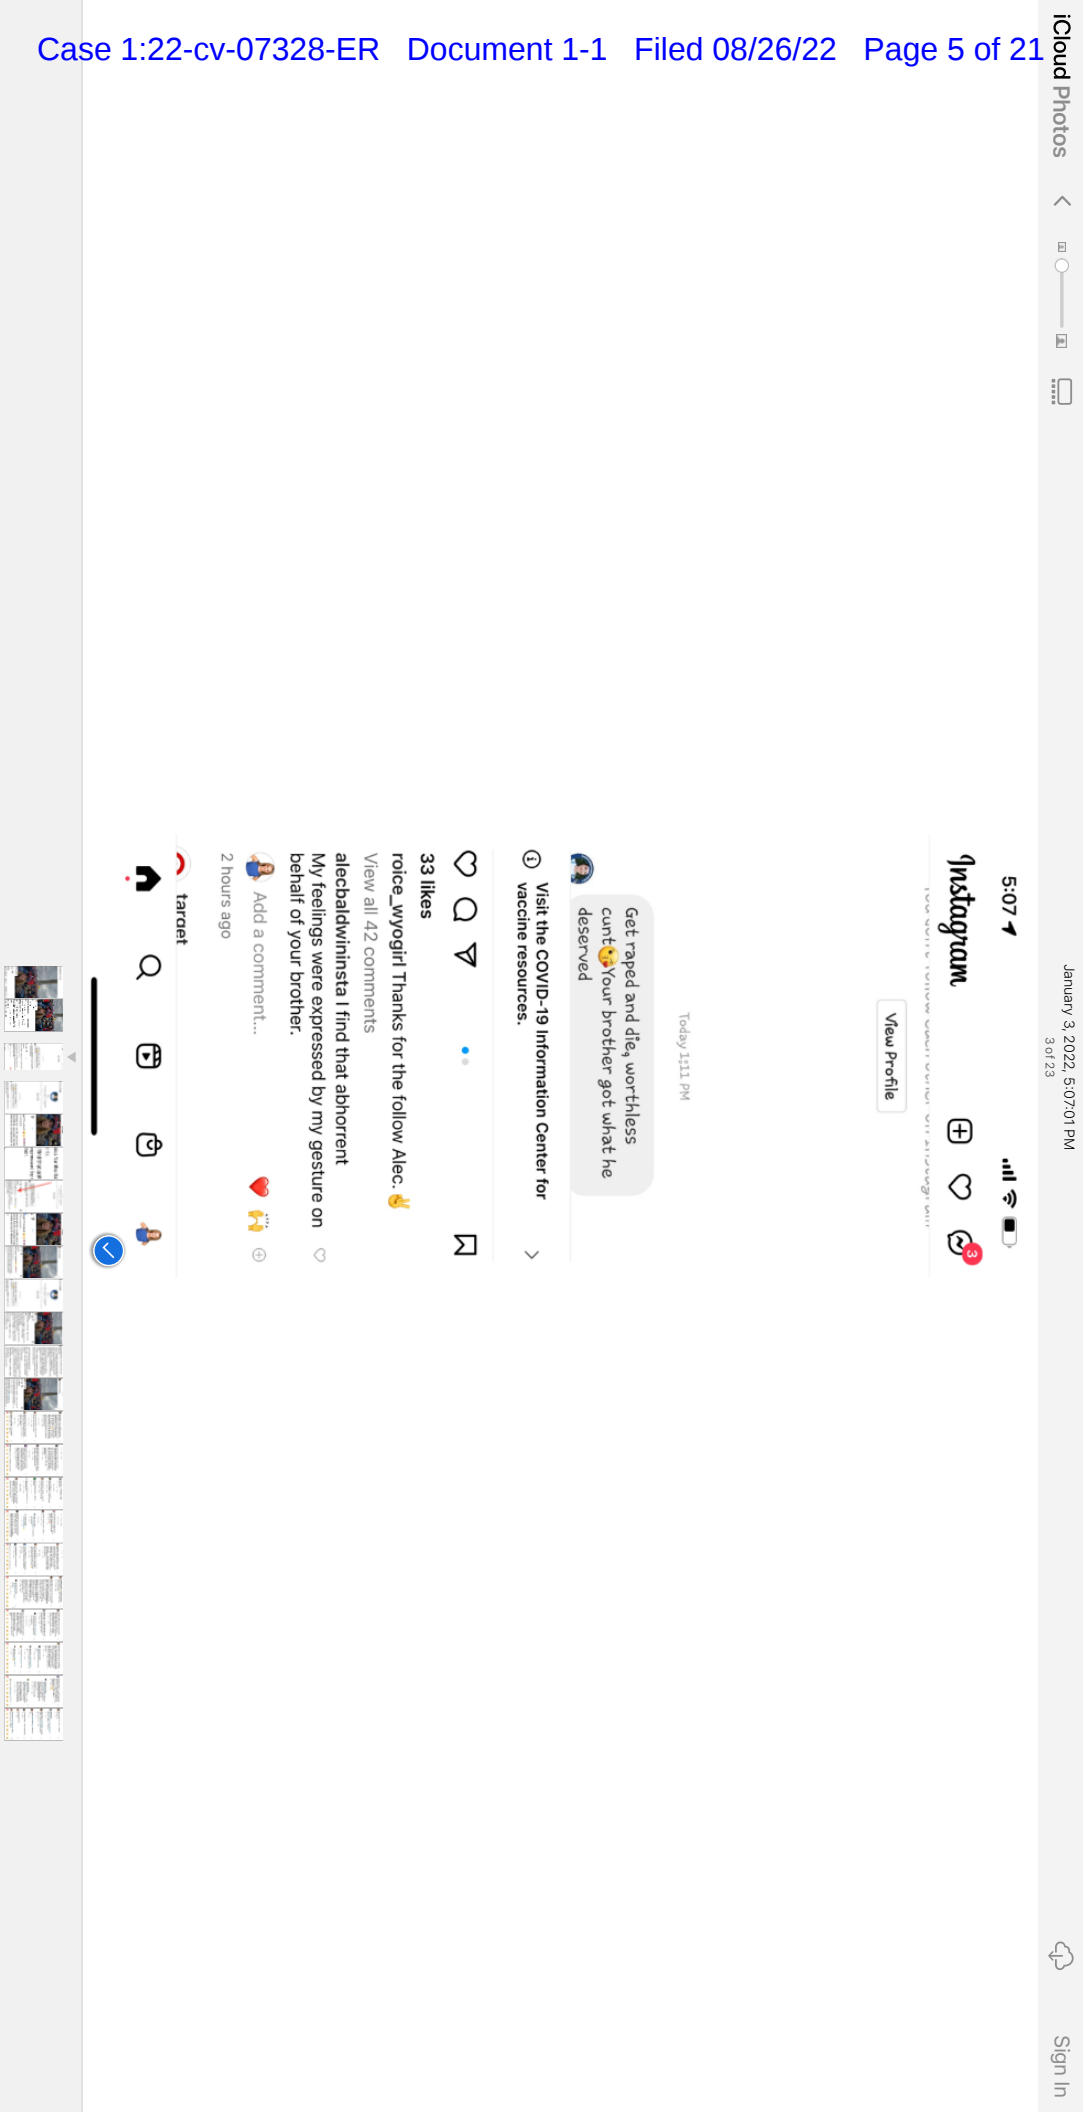 Case 1:22-cv-07328-ER Document 1-1 Filed 08/26/22 Page 5 of 21
iCloud Photos
January 3, 2022, 5:07:01 PM
3 of 23
Sign In
5:07
Instagram
3
View Profile
Today 1:11 PM
Get raped and die, worthless
cunt😘Your brother got what he
deserved
Visit the COVID-19 Information Center for
vaccine resources.
33 likes
roice_wyogirl Thanks for the follow Alec.✌️
View all 42 comments
alecbaldwininsta I find that abhorrent
My feelings were expressed by my gesture on
behalf of your brother.
Add a comment... ❤️ 🙌
2 hours ago
target